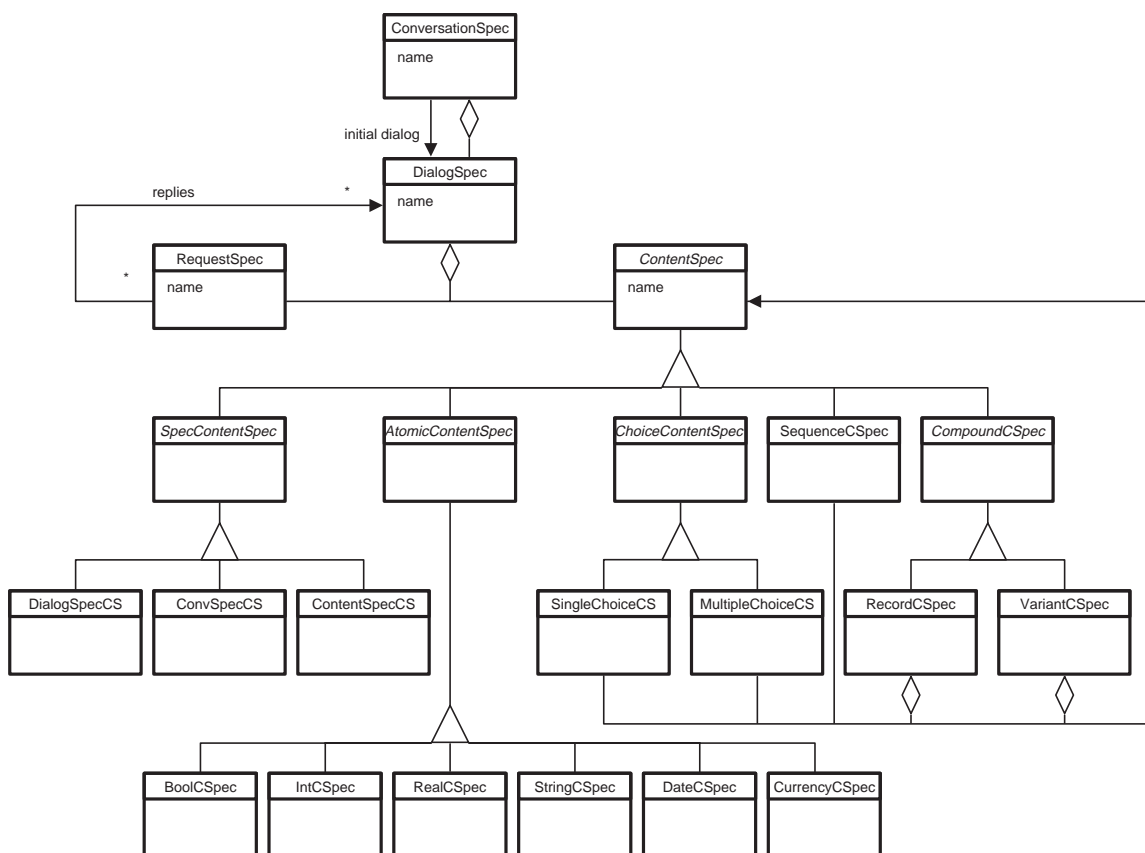 ConversationSpec
name
initial dialog
DialogSpec
name
replies
*
RequestSpec
name
*
ContentSpec
name
SpecContentSpec
AtomicContentSpec
ChoiceContentSpec
SequenceCSpec
CompoundCSpec
DialogSpecCS
ConvSpecCS
ContentSpecCS
SingleChoiceCS
MultipleChoiceCS
RecordCSpec
VariantCSpec
BoolCSpec
IntCSpec
RealCSpec
StringCSpec
DateCSpec
CurrencyCSpec